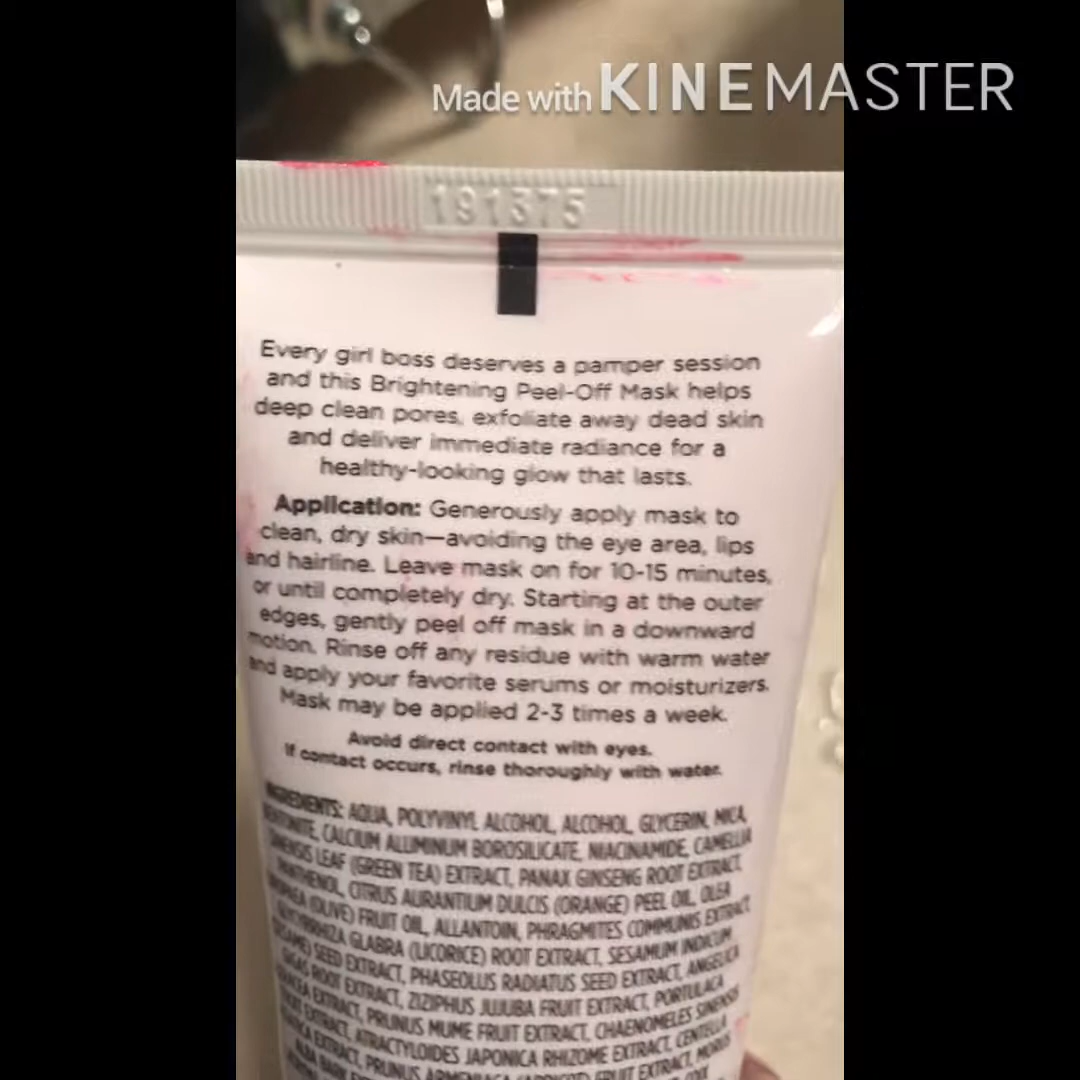 Made with KINEMASTER
191375
Every girl boss deserves a pamper session
and this Brightening Peel-Off Mask helps
deep clean pores, exfoliate away dead skin
and deliver immediate radiance for a
healthy-looking glow that lasts.
Application: Generously apply mask to
clean, dry skin—avoiding the eye area, lips
and hairline. Leave mask on for 10-15 minutes,
or until completely dry. Starting at the outer
edges, gently peel off mask in a downward
motion. Rinse off any residue with warm water
and apply your favorite serums or moisturizers.
Mask may be applied 2-3 times a week.
Avoid direct contact with eyes.
If contact occurs, rinse thoroughly with water.
INGREDIENTS: AQUA, POLYVINYL ALCOHOL, ALCOHOL, GLYCERIN, MICA,
BENTONITE, CALCIUM ALUMINUM BOROSILICATE, NIACINAMIDE, CAMELLIA
SINENSIS LEAF (GREEN TEA) EXTRACT, PANAX GINSENG ROOT EXTRACT,
PANTHENOL, CITRUS AURANTIUM DULCIS (ORANGE) PEEL OIL, OLEA
(OLIVE) FRUIT OIL, ALLANTOIN, PHRAGMITES COMMUNIS EXTRACT,
GLYCYRRHIZA GLABRA (LICORICE) ROOT EXTRACT, SESAMUM INDICUM
SEED EXTRACT, PHASEOLUS RADIATUS SEED EXTRACT, ANGELICA
ROOT EXTRACT, ZIZIPHUS JUJUBA FRUIT EXTRACT, PORTULACA
EXTRACT, PRUNUS MUME FRUIT EXTRACT, CHAENOMELES SINENSIS
EXTRACT, ATRACTYLOIDES JAPONICA RHIZOME EXTRACT, CENTELLA
EXTRACT, PRUNUS ARMENIACA (APRICOT) FRUIT EXTRACT, MORUS
ALBA BARK